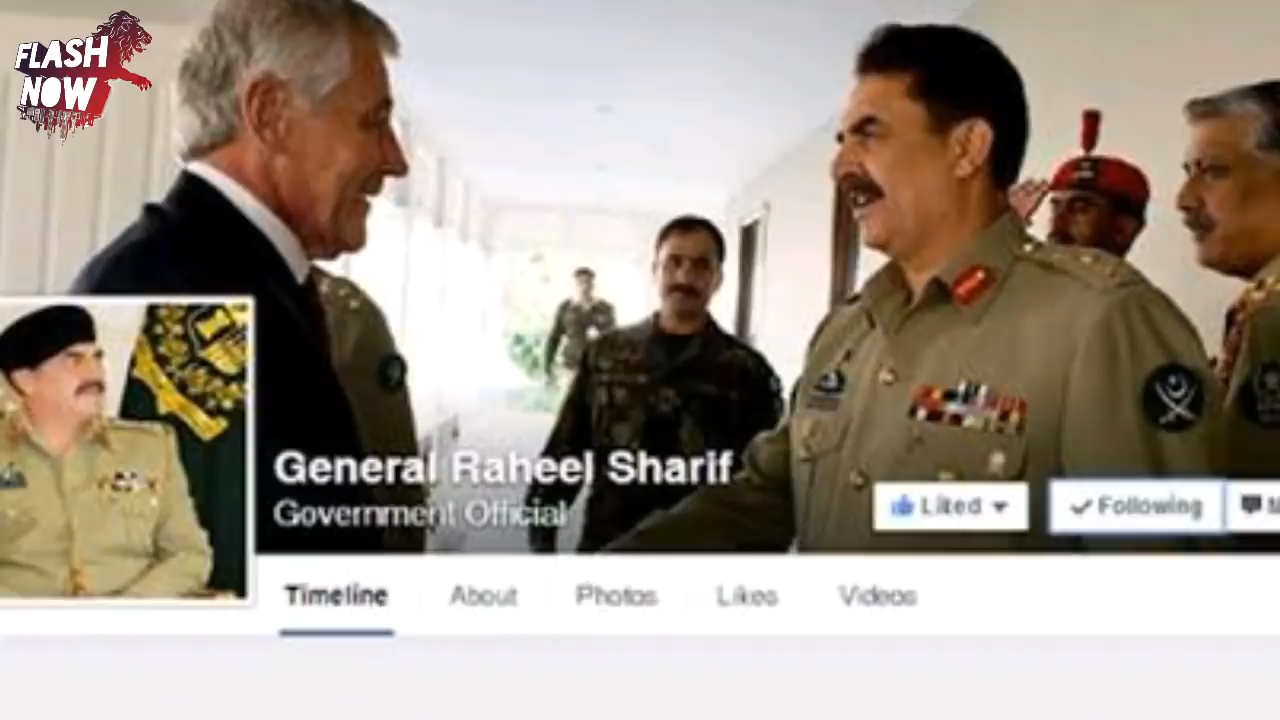 FLASH
NOW
General Raheel Sharif
Government Official
Liked
Following
Timeline
About
Photos
Likes
Videos